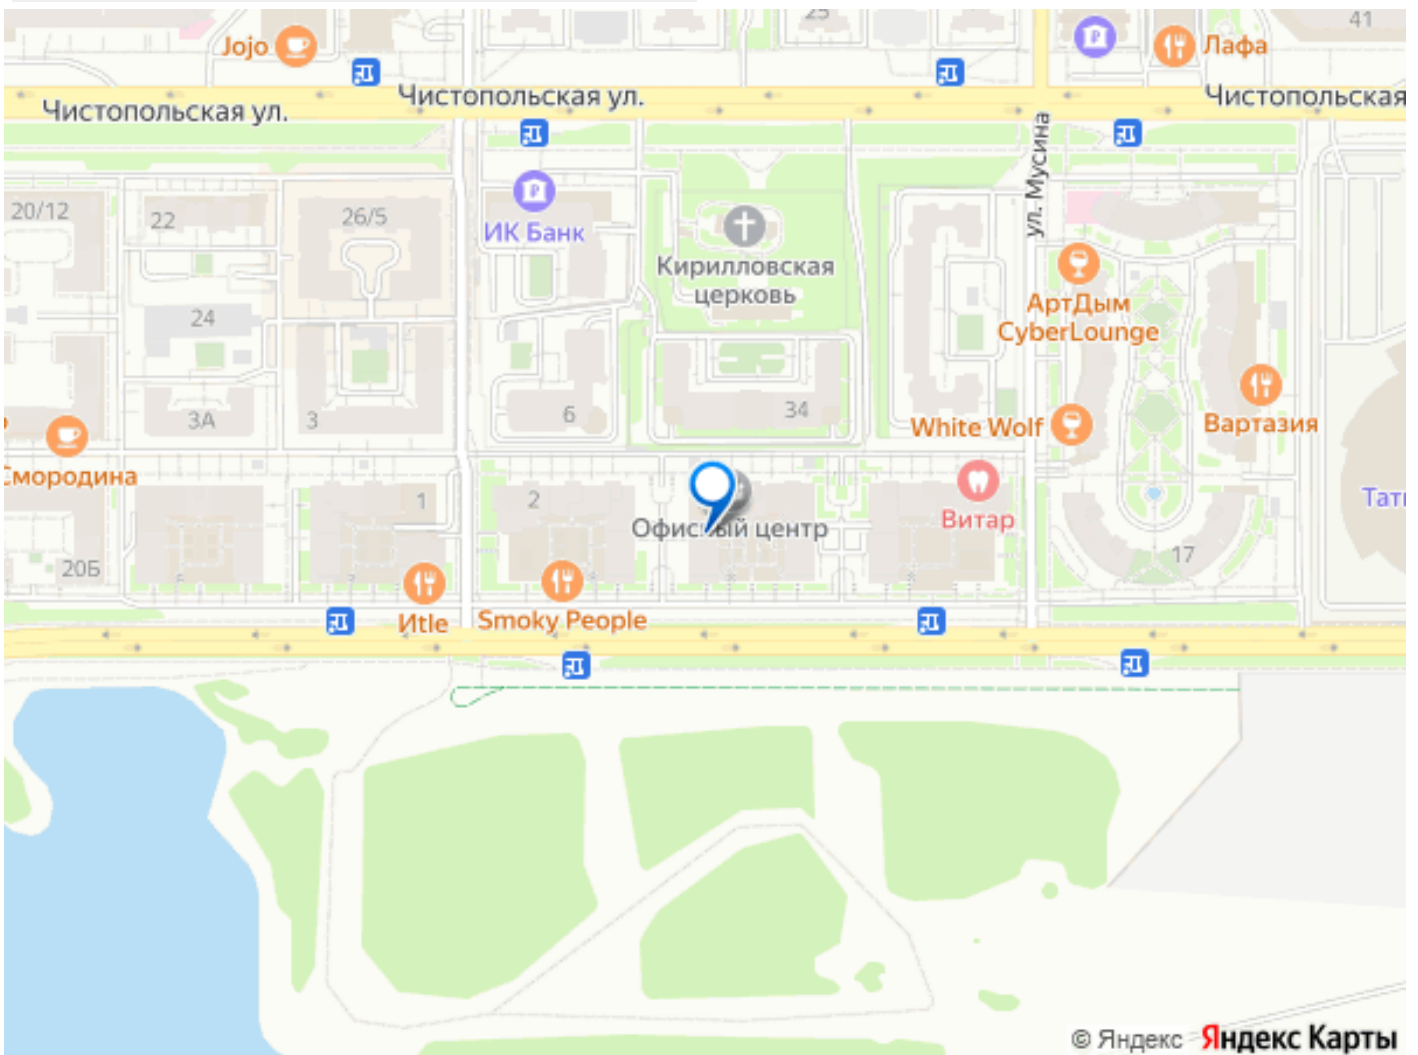 25
41
Jojo
Лафа
Чистопольская ул.
Чистопольская ул.
Чистопольская
ул. Мусина
20/12
22
26/5
ИК Банк
Кирилловская
церковь
АртДым
CyberLounge
24
3А
3
6
34
White Wolf
Вартазия
Смородина
1
2
Офисный центр
Витар
Тат
20Б
17
Иtle
Smoky People
© Яндекс Яндекс Карты